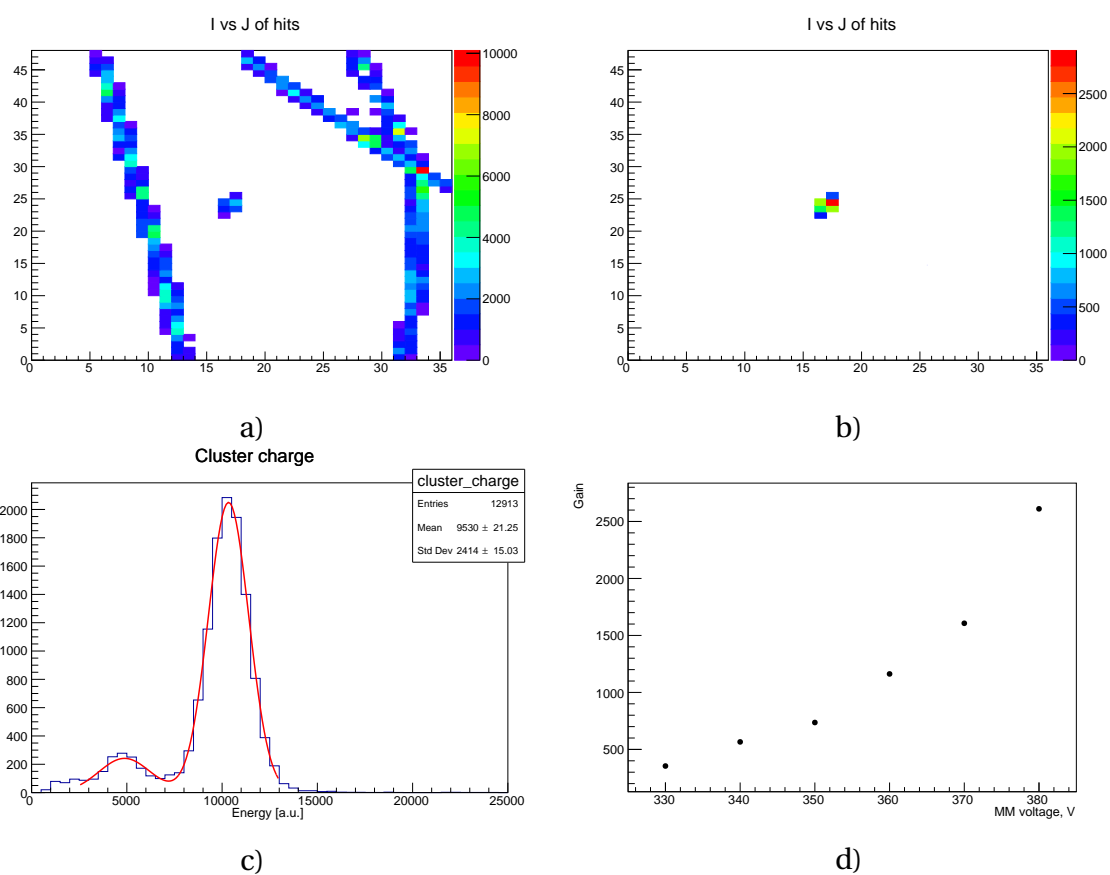 I vs J of hits
I vs J of hits
45
40
35
30
25
20
15
10
5
0
0 5 10 15 20 25 30 35
10000
8000
6000
4000
2000
0
45
40
35
30
25
20
15
10
5
0
0 5 10 15 20 25 30 35
2500
2000
1500
1000
500
0
a)
b)
Cluster charge
cluster_charge
Entries 12913
Mean 9530 ± 21.25
Std Dev 2414 ± 15.03
2000
1800
1600
1400
1200
1000
800
600
400
200
0
0 5000 10000 15000 20000 25000
Energy [a.u.]
Gain
2500
2000
1500
1000
500
330 340 350 360 370 380
MM voltage, V
c)
d)